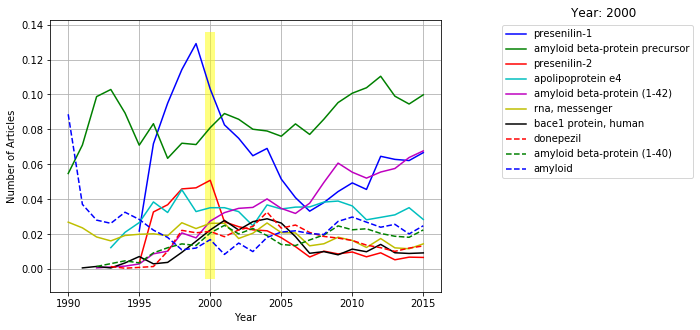 Year: 2000
presenilin-1
amyloid beta-protein precursor
presenilin-2
apolipoprotein e4
amyloid beta-protein (1-42)
rna, messenger
bace1 protein, human
donepezil
amyloid beta-protein (1-40)
amyloid
Number of Articles
0.14
0.12
0.10
0.08
0.06
0.04
0.02
0.00
1990 1995 2000 2005 2010 2015
Year